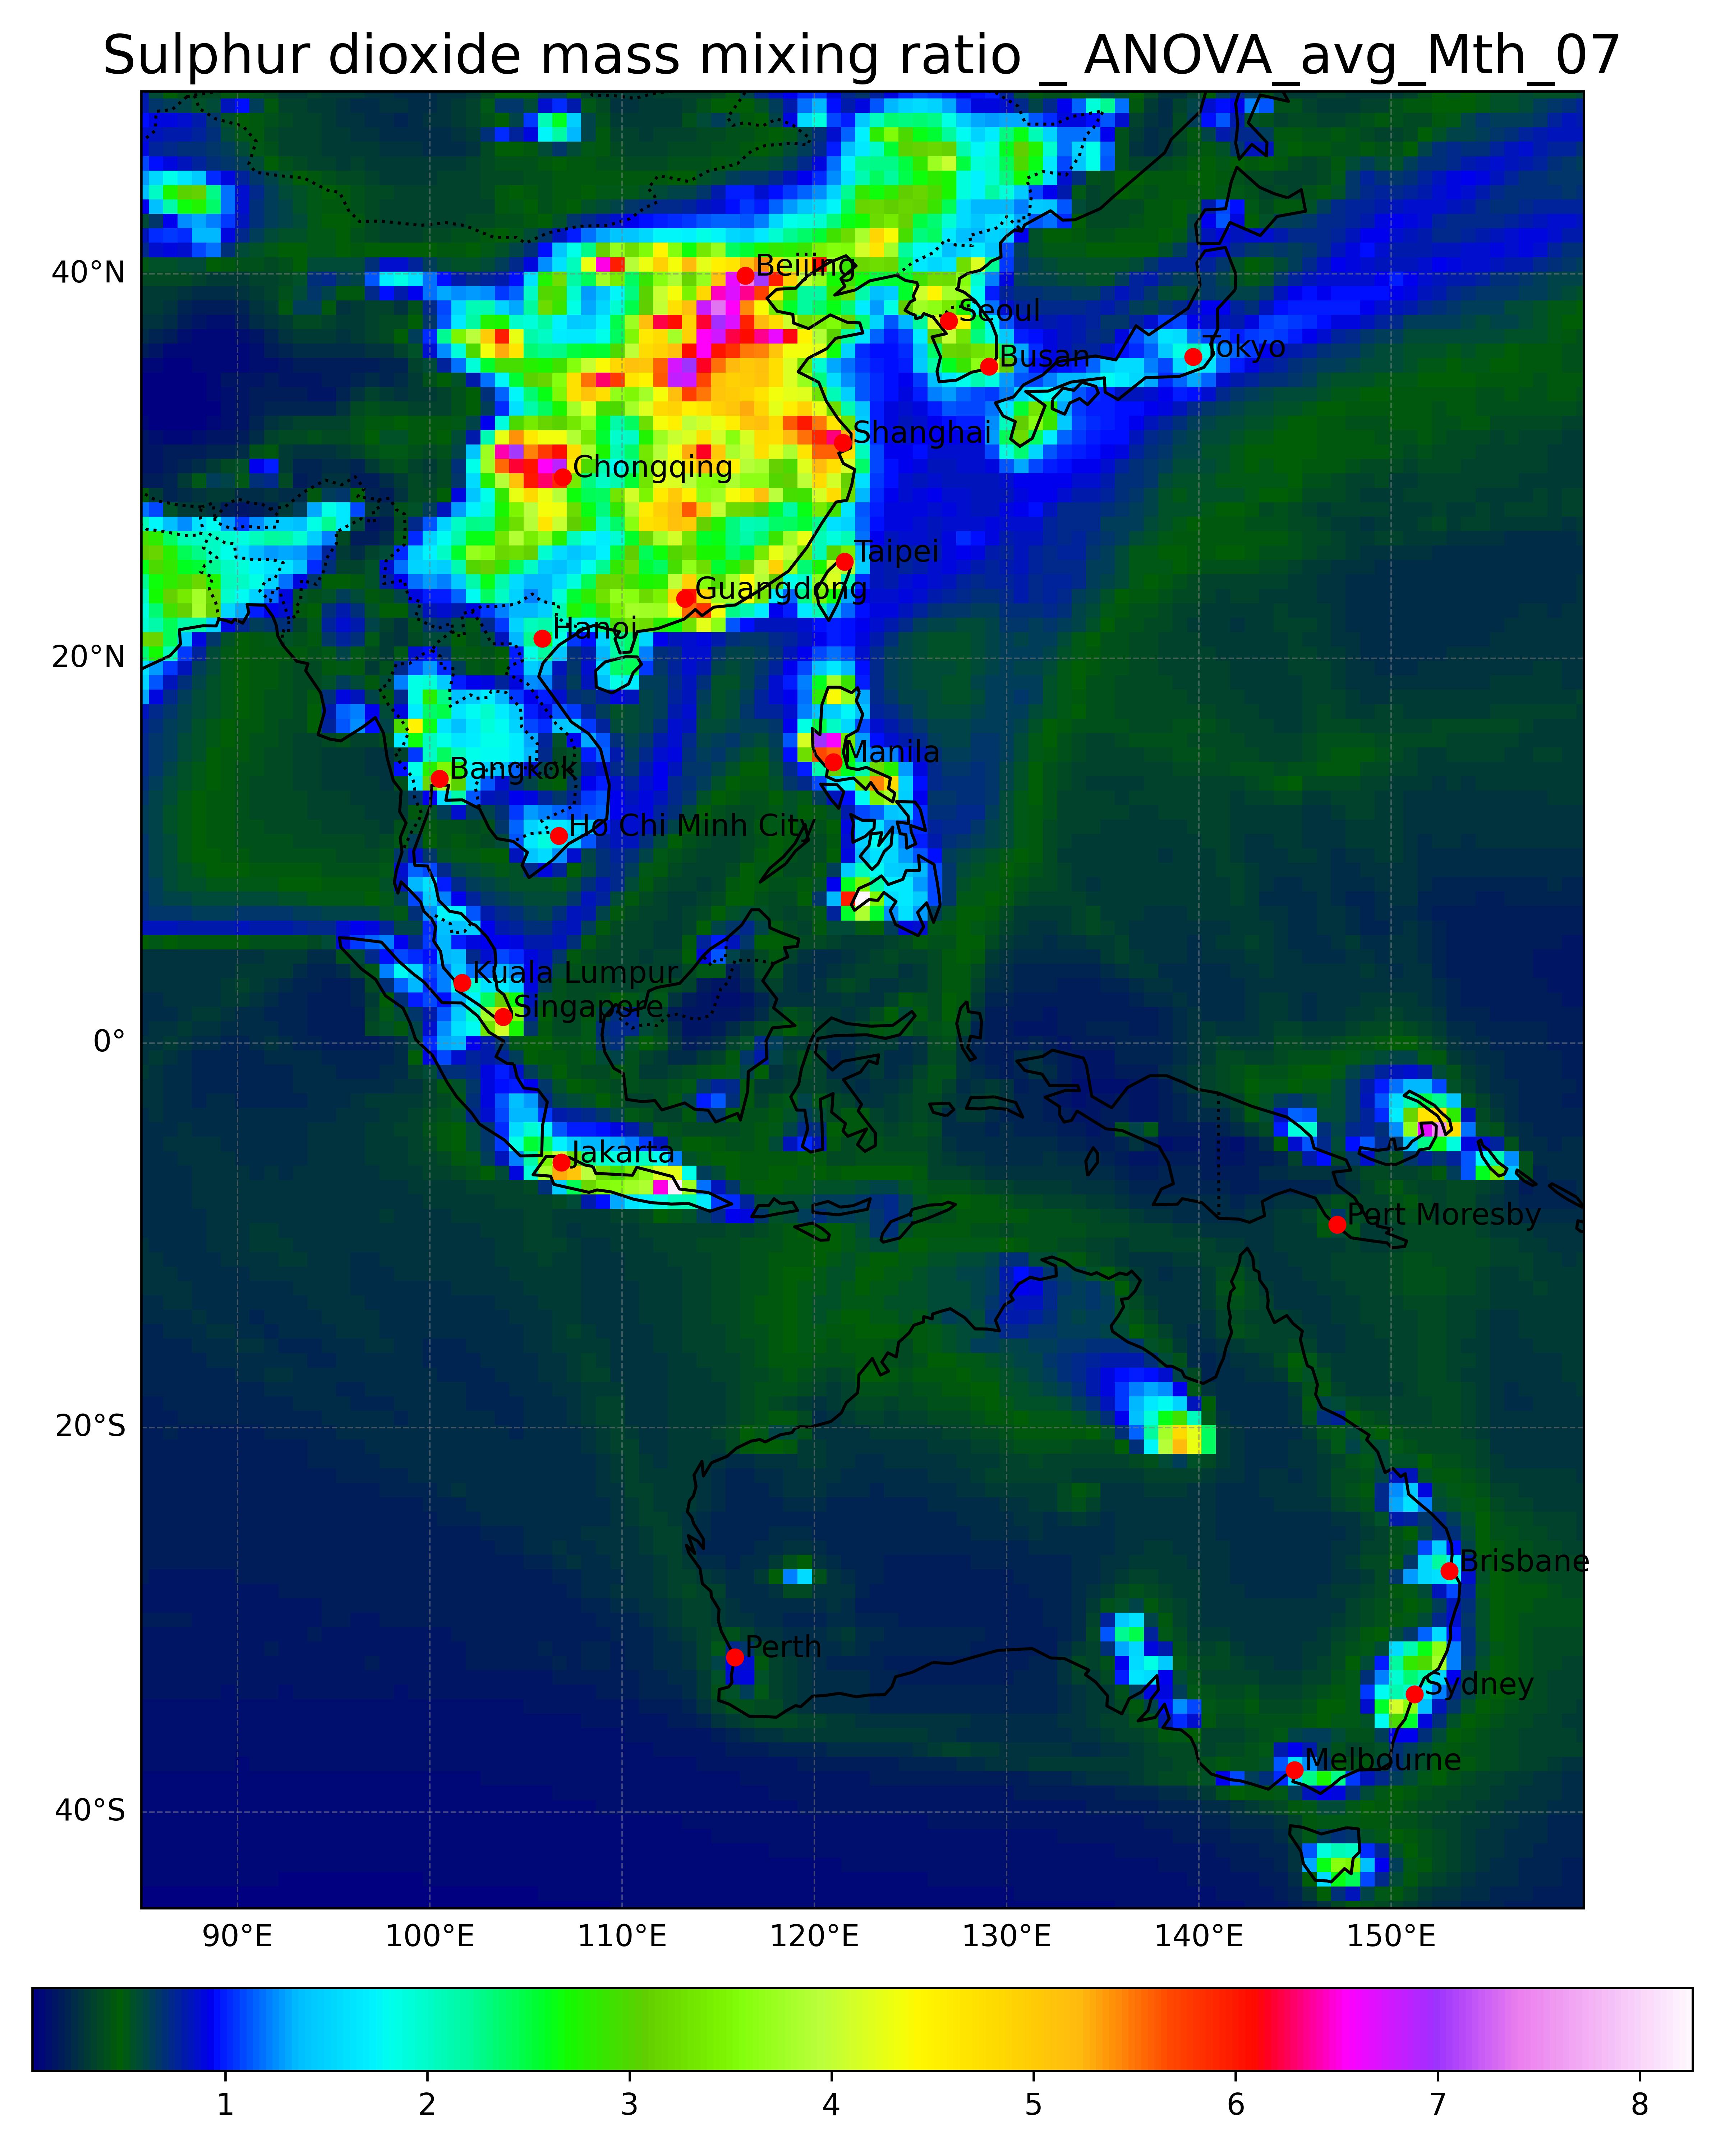 Sulphur dioxide mass mixing ratio _ ANOVA_avg_Mth_07
40°N
20°N
0°
20°S
40°S
Beijing
Seoul
Busan
Tokyo
Shanghai
Chongqing
Taipei
Guangdong
Hanoi
Manila
Bangkok
Ho Chi Minh City
Kuala Lumpur
Singapore
Jakarta
Port Moresby
Brisbane
Perth
Sydney
Melbourne
90°E 100°E 110°E 120°E 130°E 140°E 150°E
1 2 3 4 5 6 7 8